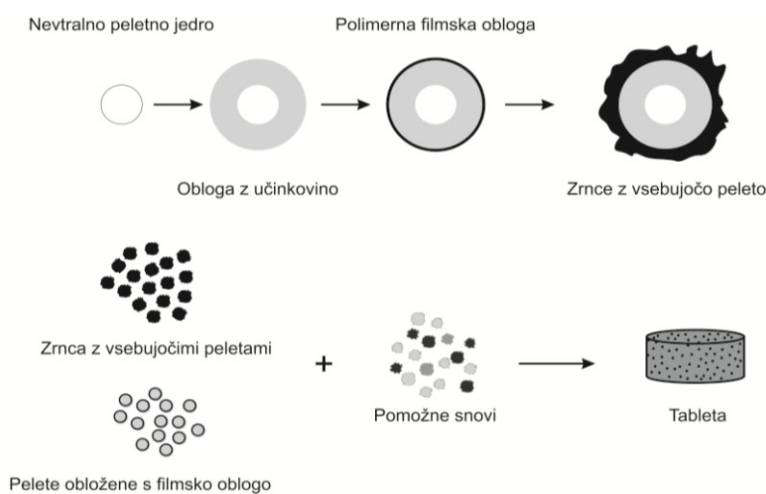 Nevtralno peletno jedro
Polimerna filmska obloga
Obloga z učinkovino
Zrnce z vsebujočo peleto
Zrnca z vsebujočimi peletami
+
Pomožne snovi
Tableta
Pelete obložene s filmsko oblogo